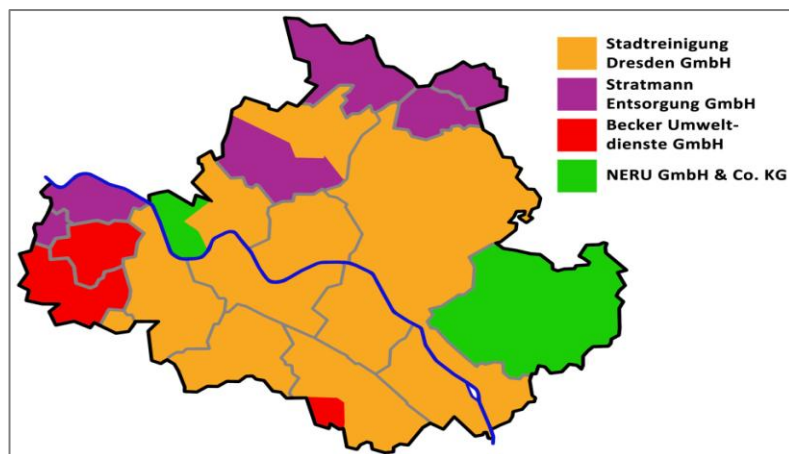 Stadtreinigung
Dresden GmbH
Stratmann
Entsorgung GmbH
Becker Umwelt-
dienste GmbH
NERU GmbH & Co. KG